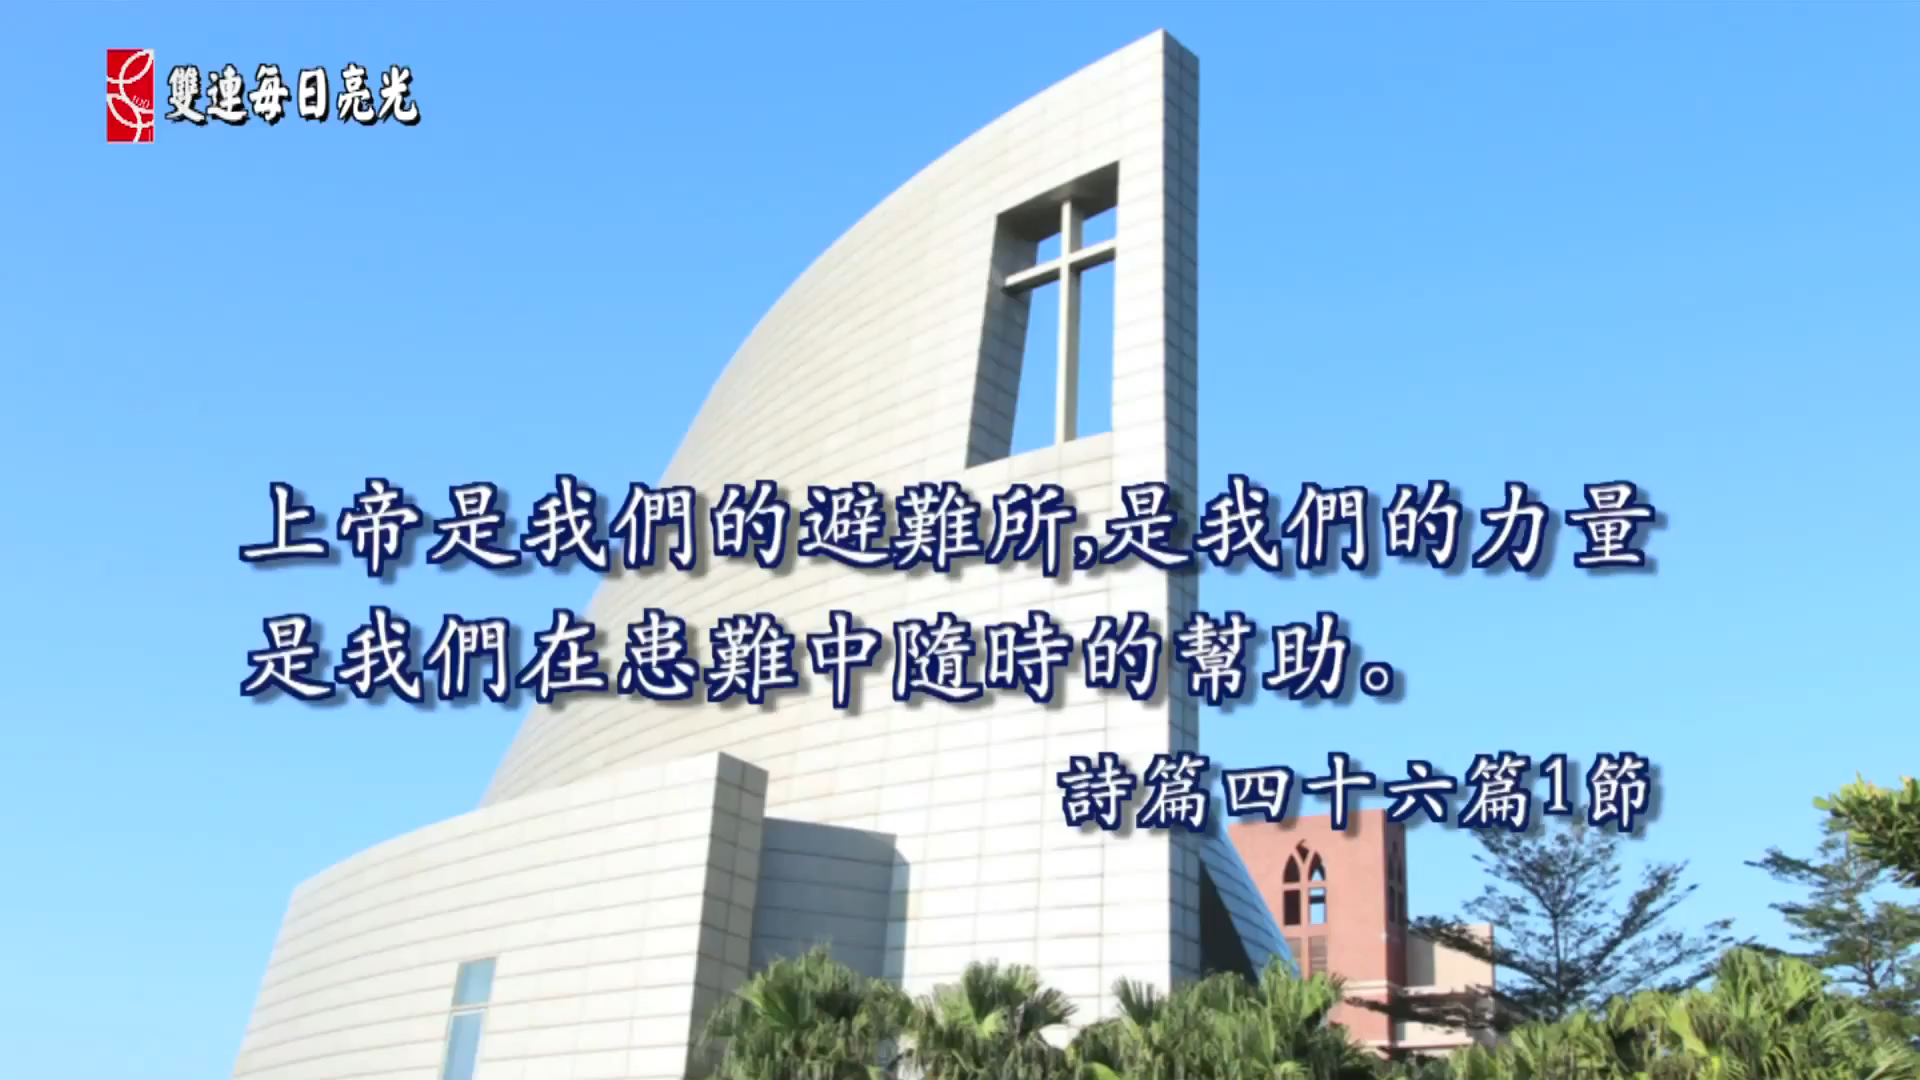 雙連每日亮光
上帝是我們的避難所,是我們的力量
是我們在患難中隨時的幫助。
詩篇四十六篇1節